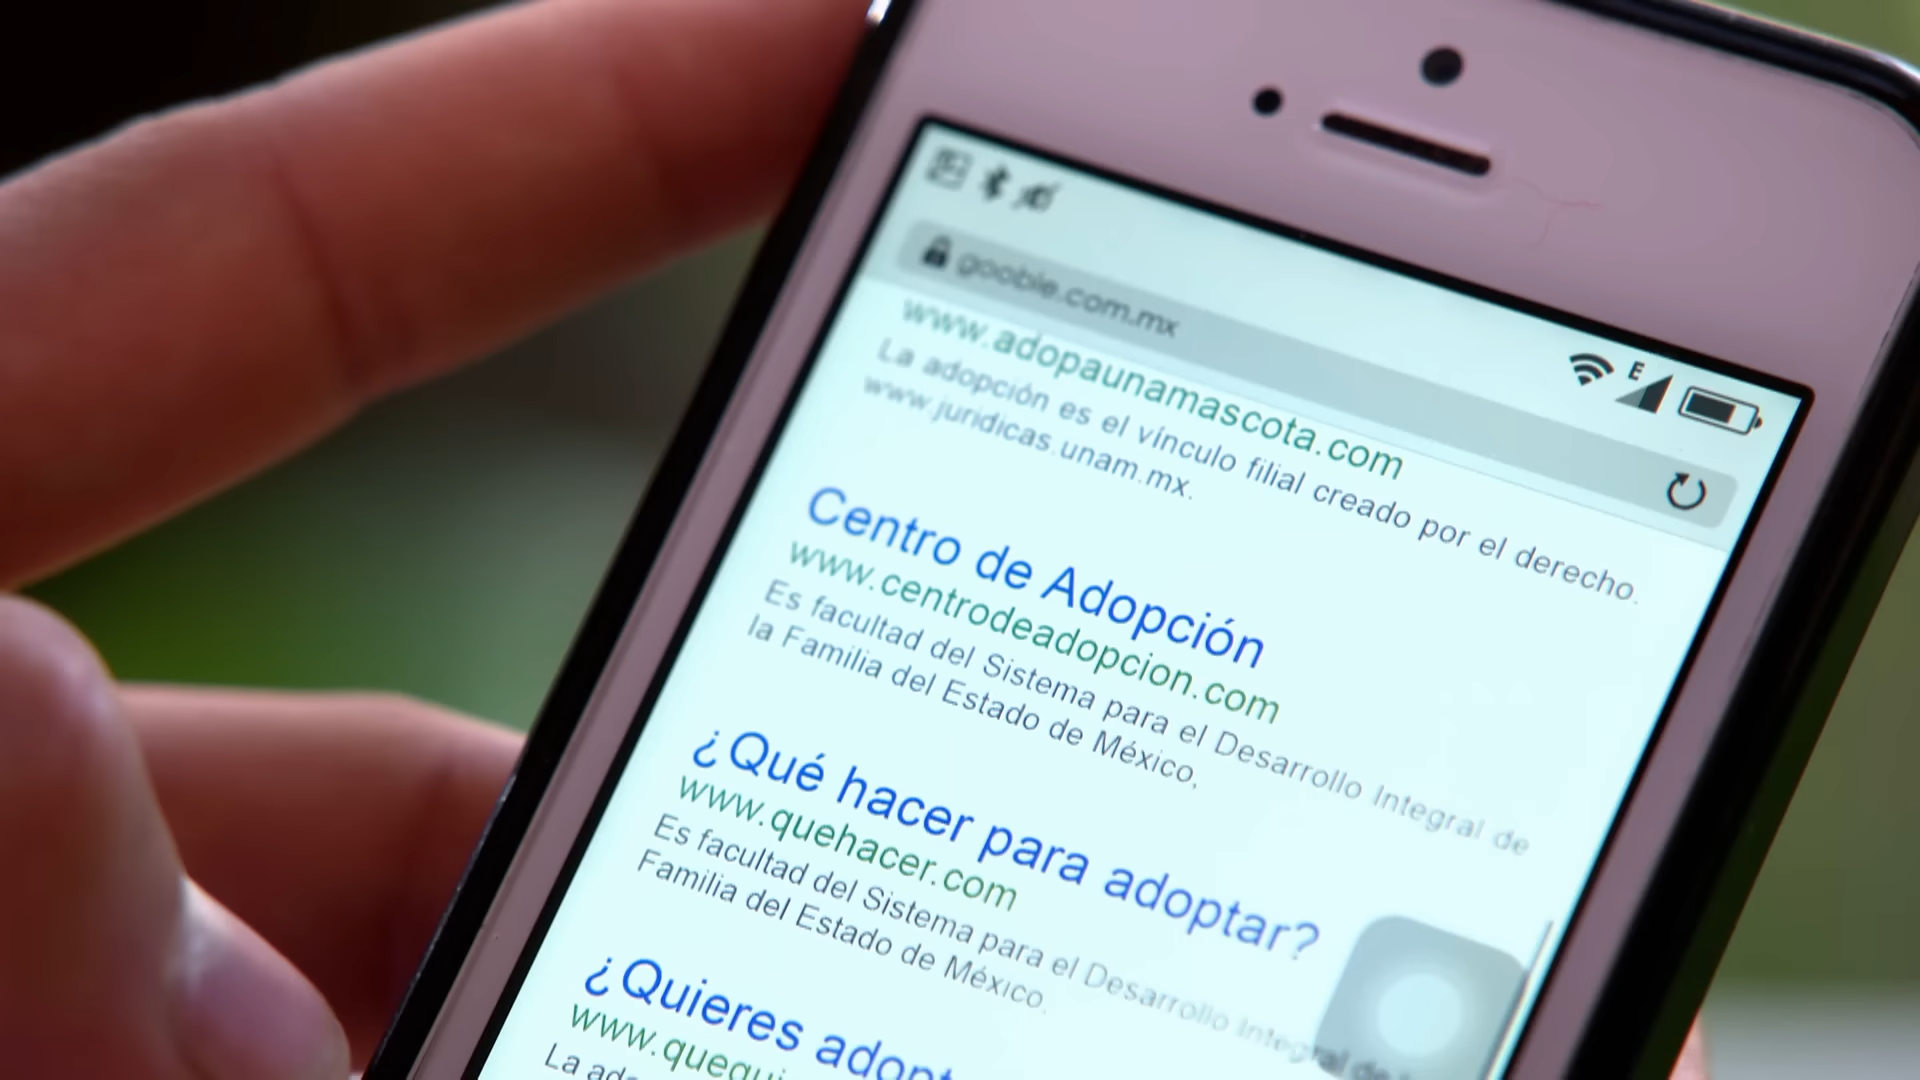 gooble.com.mx
E
www.adopaunamascota.com
La adopción es el vínculo filial creado por el derecho.
www.juridicas.unam.mx.
Centro de Adopción
www.centrodeadopcion.com
Es facultad del Sistema para el Desarrollo Integral de
la Familia del Estado de México,
¿Qué hacer para adoptar?
www.quehacer.com
Es facultad del Sistema para el Desarrollo Integral de
Familia del Estado de México.
¿Quieres
La